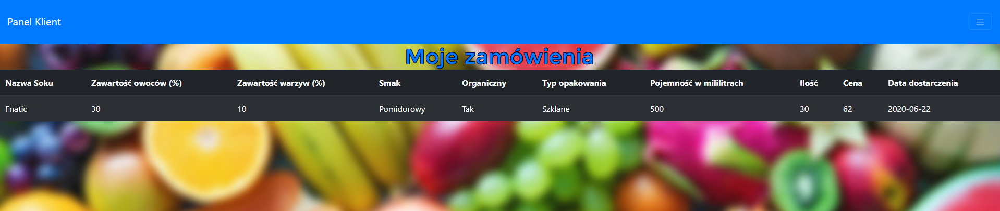 Panel Klient
Moje zamówienia
Nazwa Soku Zawartość owoców (%) Zawartość warzyw (%) Smak Organiczny Typ opakowania Pojemność w mililitrach Ilość Cena Data dostarczenia
Fnatic 30 10 Pomidorowy Tak Szklane 500 30 62 2020-06-22